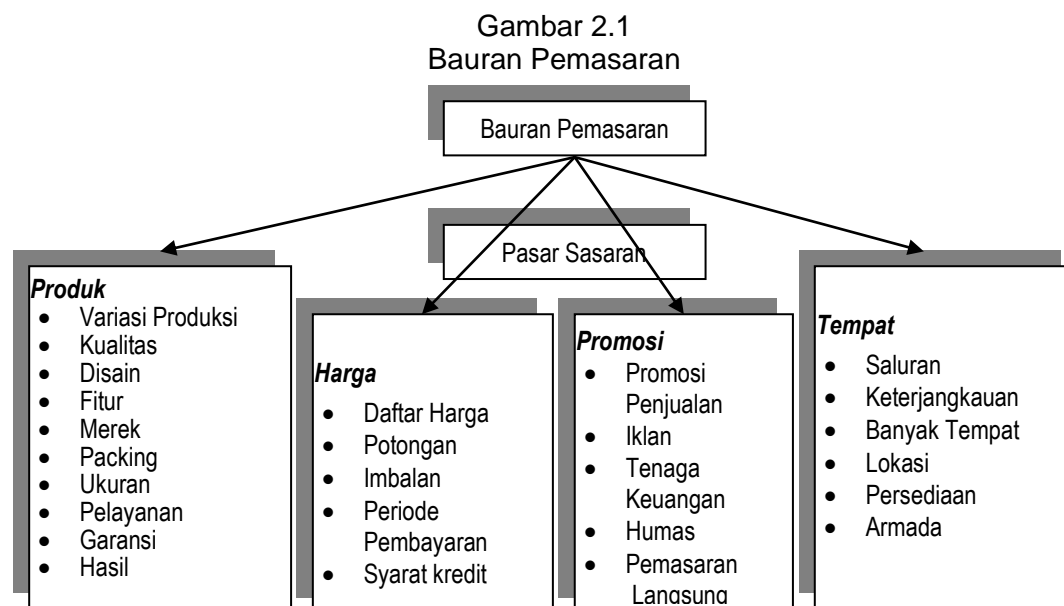 Gambar 2.1
Bauran Pemasaran
Bauran Pemasaran
Pasar Sasaran
Produk
• Variasi Produksi
• Kualitas
• Disain
• Fitur
• Merek
• Packing
• Ukuran
• Pelayanan
• Garansi
• Hasil
Harga
• Daftar Harga
• Potongan
• Imbalan
• Periode
Pembayaran
• Syarat kredit
Promosi
• Promosi
Penjualan
• Iklan
• Tenaga
Keuangan
• Humas
• Pemasaran
Langsung
Tempat
• Saluran
• Keterjangkauan
• Banyak Tempat
• Lokasi
• Persediaan
• Armada